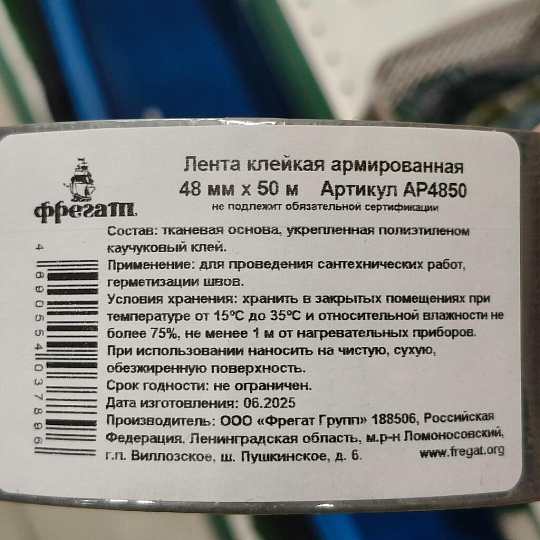 Лента клейкая армированная
48 мм х 50 м Артикул АР4850
не подлежит обязательной сертификации
фрегат
Состав: тканевая основа, укрепленная полиэтиленом
каучуковый клей.
Применение: для проведения сантехнических работ,
герметизации швов.
Условия хранения: хранить в закрытых помещениях при
температуре от 15ºС до 35ºС и относительной влажности не
более 75%, не менее 1 м от нагревательных приборов.
При использовании наносить на чистую, сухую,
обезжиренную поверхность.
Срок годности: не ограничен.
Дата изготовления: 06.2025
Производитель: ООО «Фрегат Групп» 188506, Российская
Федерация, Ленинградская область, м.р-н Ломоносовский,
г.п. Виллозское, ш. Пушкинское, д. 6.
www.fregat.org
4 690554 037896